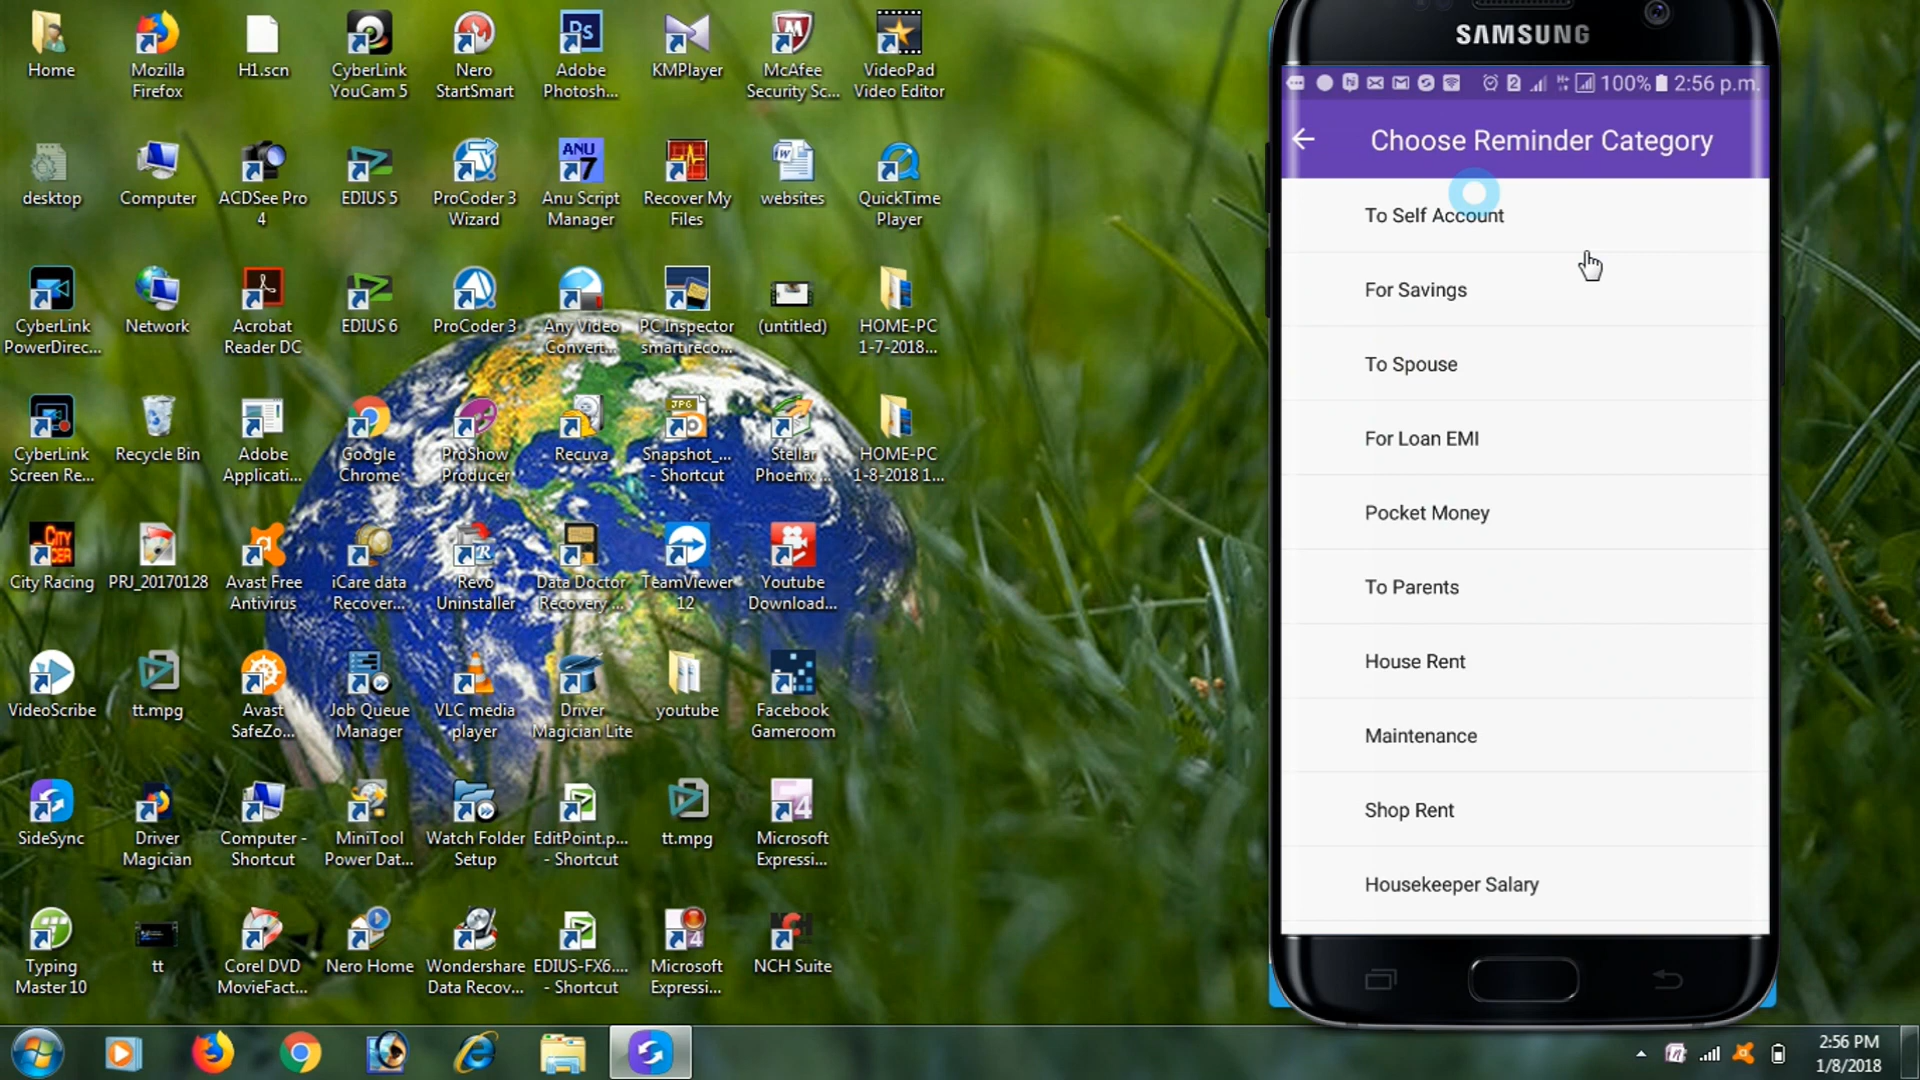 Home
Mozilla
Firefox
H1.scn
CyberLink
YouCam 5
Nero
StartSmart
Adobe
Photosh...
KMPlayer
McAfee
Security Sc...
VideoPad
Video Editor
desktop
Computer
ACDSee Pro
4
EDIUS 5
ProCoder 3
Wizard
ANU
7
Anu Script
Manager
Recover My
Files
websites
QuickTime
Player
CyberLink
PowerDirec...
Network
Acrobat
Reader DC
EDIUS 6
ProCoder 3
Any Video
Convert...
PC Inspector
smart reco...
(untitled)
HOME-PC
1-7-2018...
CyberLink
Screen Re...
Recycle Bin
Adobe
Applicati...
Google
Chrome
ProShow
Producer
Recuva
JPG
Snapshot_...
- Shortcut
Stellar
Phoenix ...
HOME-PC
1-8-2018 1...
City Racing
PRJ_20170128
Avast Free
Antivirus
iCare data
Recover...
Revo
Uninstaller
Data Doctor
Recovery ...
TeamViewer
12
Youtube
Download...
VideoScribe
tt.mpg
Avast
SafeZo...
Job Queue
Manager
VLC media
player
Driver
Magician Lite
youtube
Facebook
Gameroom
SideSync
Driver
Magician
Computer -
Shortcut
MiniTool
Power Dat...
Watch Folder
Setup
EditPoint.p...
- Shortcut
tt.mpg
Microsoft
Expressi...
Typing
Master 10
tt
Corel DVD
MovieFact...
Nero Home
Wondershare
Data Recov...
EDIUS-FX6....
- Shortcut
Microsoft
Expressi...
NCH Suite
SAMSUNG
100% 2:56 p.m.
Choose Reminder Category
To Self Account
For Savings
To Spouse
For Loan EMI
Pocket Money
To Parents
House Rent
Maintenance
Shop Rent
Housekeeper Salary
2:56 PM
1/8/2018